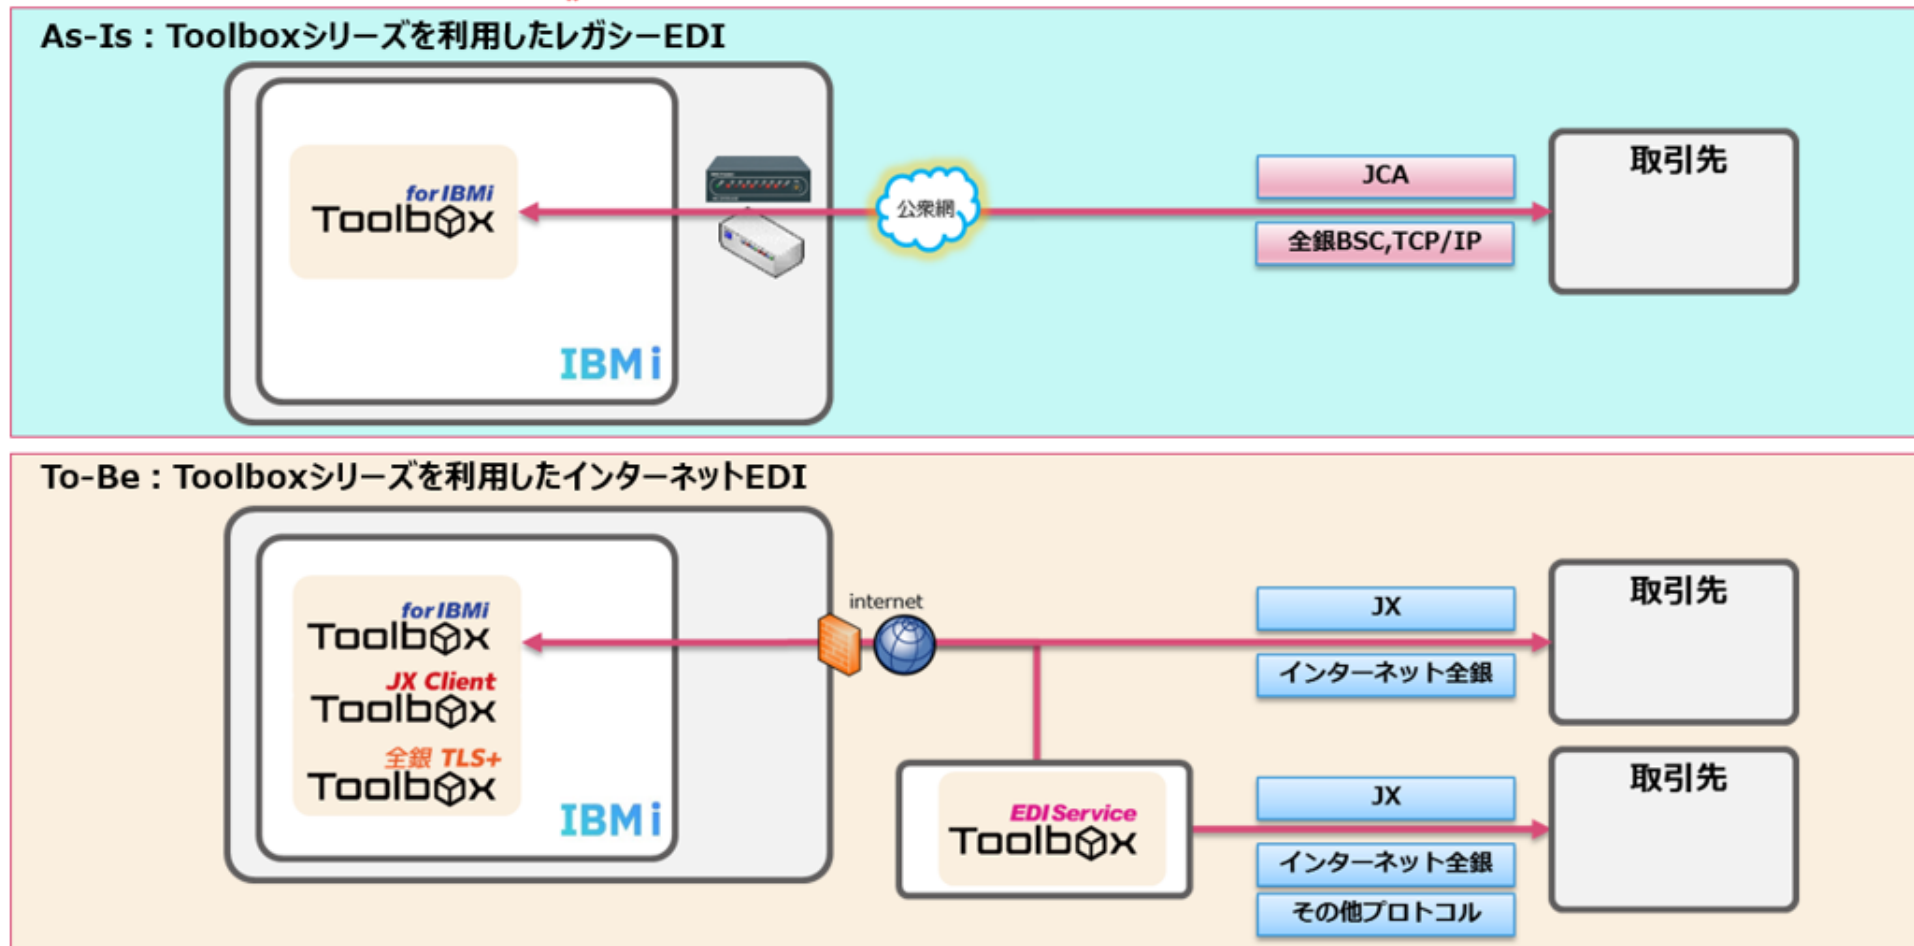 As-Is：Toolboxシリーズを利用したレガシーEDI
for IBMi
Toolbox
IBM i
公衆網
JCA
全銀BSC,TCP/IP
取引先
To-Be：Toolboxシリーズを利用したインターネットEDI
for IBMi
Toolbox
JX Client
Toolbox
全銀 TLS+
Toolbox
IBM i
internet
JX
インターネット全銀
取引先
EDI Service
Toolbox
JX
インターネット全銀
その他プロトコル
取引先